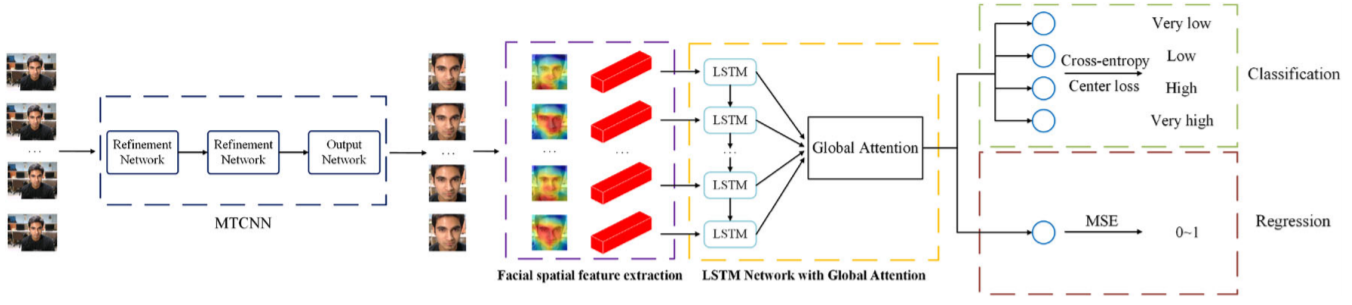 Refinement
Network
Refinement
Network
Output
Network
MTCNN
...
...
...
...
Facial spatial feature extraction
LSTM
LSTM
...
LSTM
LSTM
Global Attention
LSTM Network with Global Attention
Cross-entropy
Center loss
Very low
Low
High
Very high
Classification
MSE
0~1
Regression